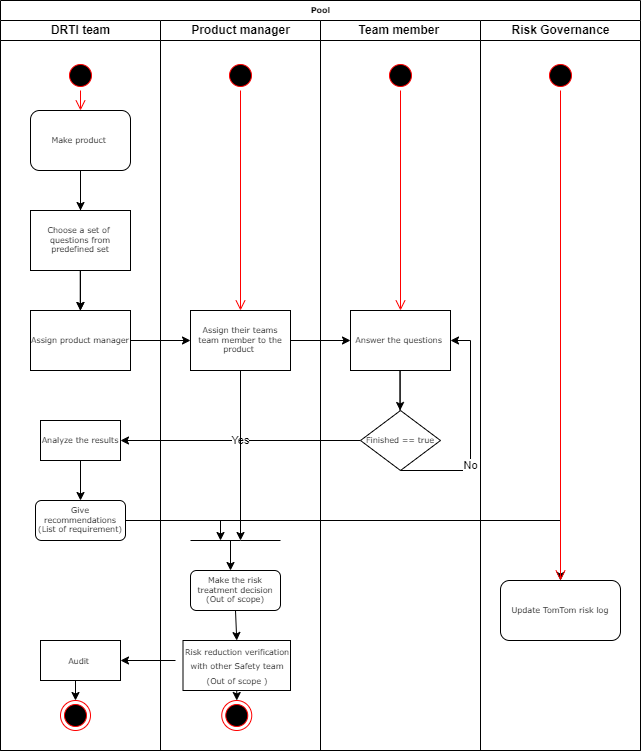 Pool
DRTI team
Product manager
Team member
Risk Governance
Make product
Choose a set of
questions from
predefined set
Assign product manager
Assign their teams
team member to the
product
Answer the questions
Analyze the results
Yes
Finished == true
No
Give
recommendations
(List of requirement)
Make the risk
treatment decision
(Out of scope)
Update TomTom risk log
Audit
Risk reduction verification
with other Safety team
(Out of scope )